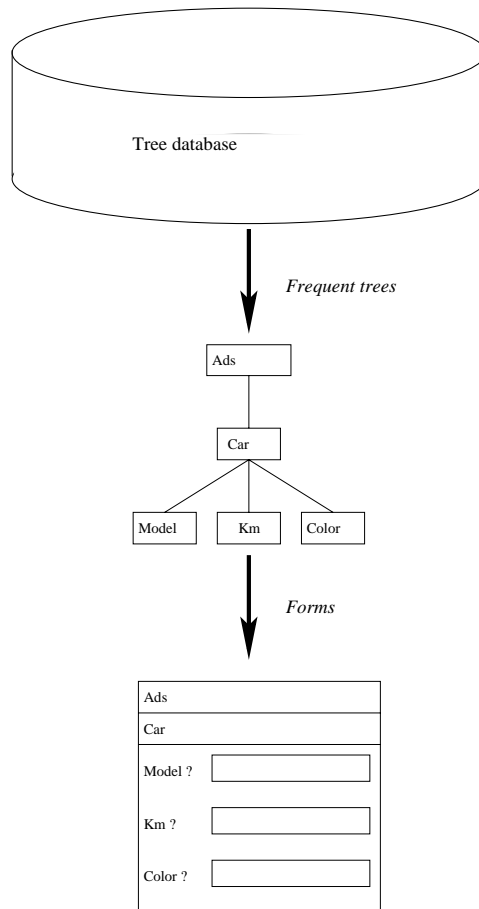 Tree database
Frequent trees
Ads
Car
Model Km Color
Forms
Ads
Car
Model ?
Km ?
Color ?